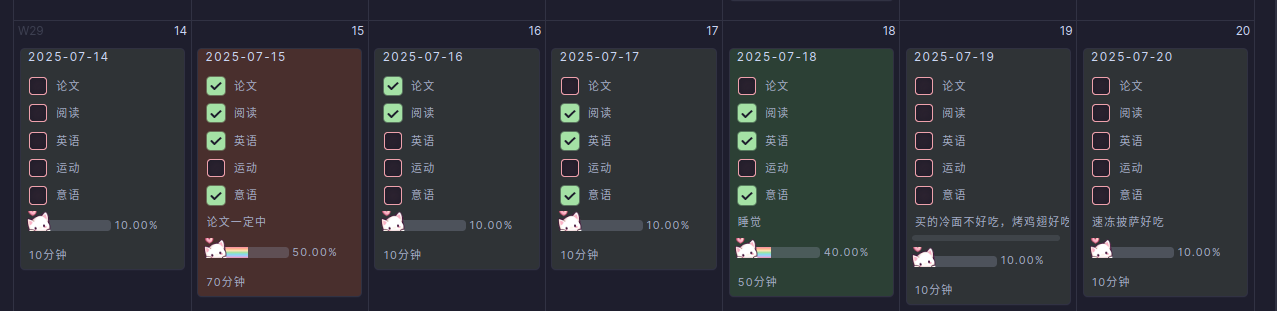 W29 14
2025-07-14
论文
阅读
英语
运动
意语
10.00%
10分钟
15
2025-07-15
论文
阅读
英语
运动
意语
论文一定中
50.00%
70分钟
16
2025-07-16
论文
阅读
英语
运动
意语
10.00%
10分钟
17
2025-07-17
论文
阅读
英语
运动
意语
10.00%
10分钟
18
2025-07-18
论文
阅读
英语
运动
意语
睡觉
40.00%
50分钟
19
2025-07-19
论文
阅读
英语
运动
意语
买的冷面不好吃，烤鸡翅好吃
10.00%
10分钟
20
2025-07-20
论文
阅读
英语
运动
意语
速冻披萨好吃
10.00%
10分钟